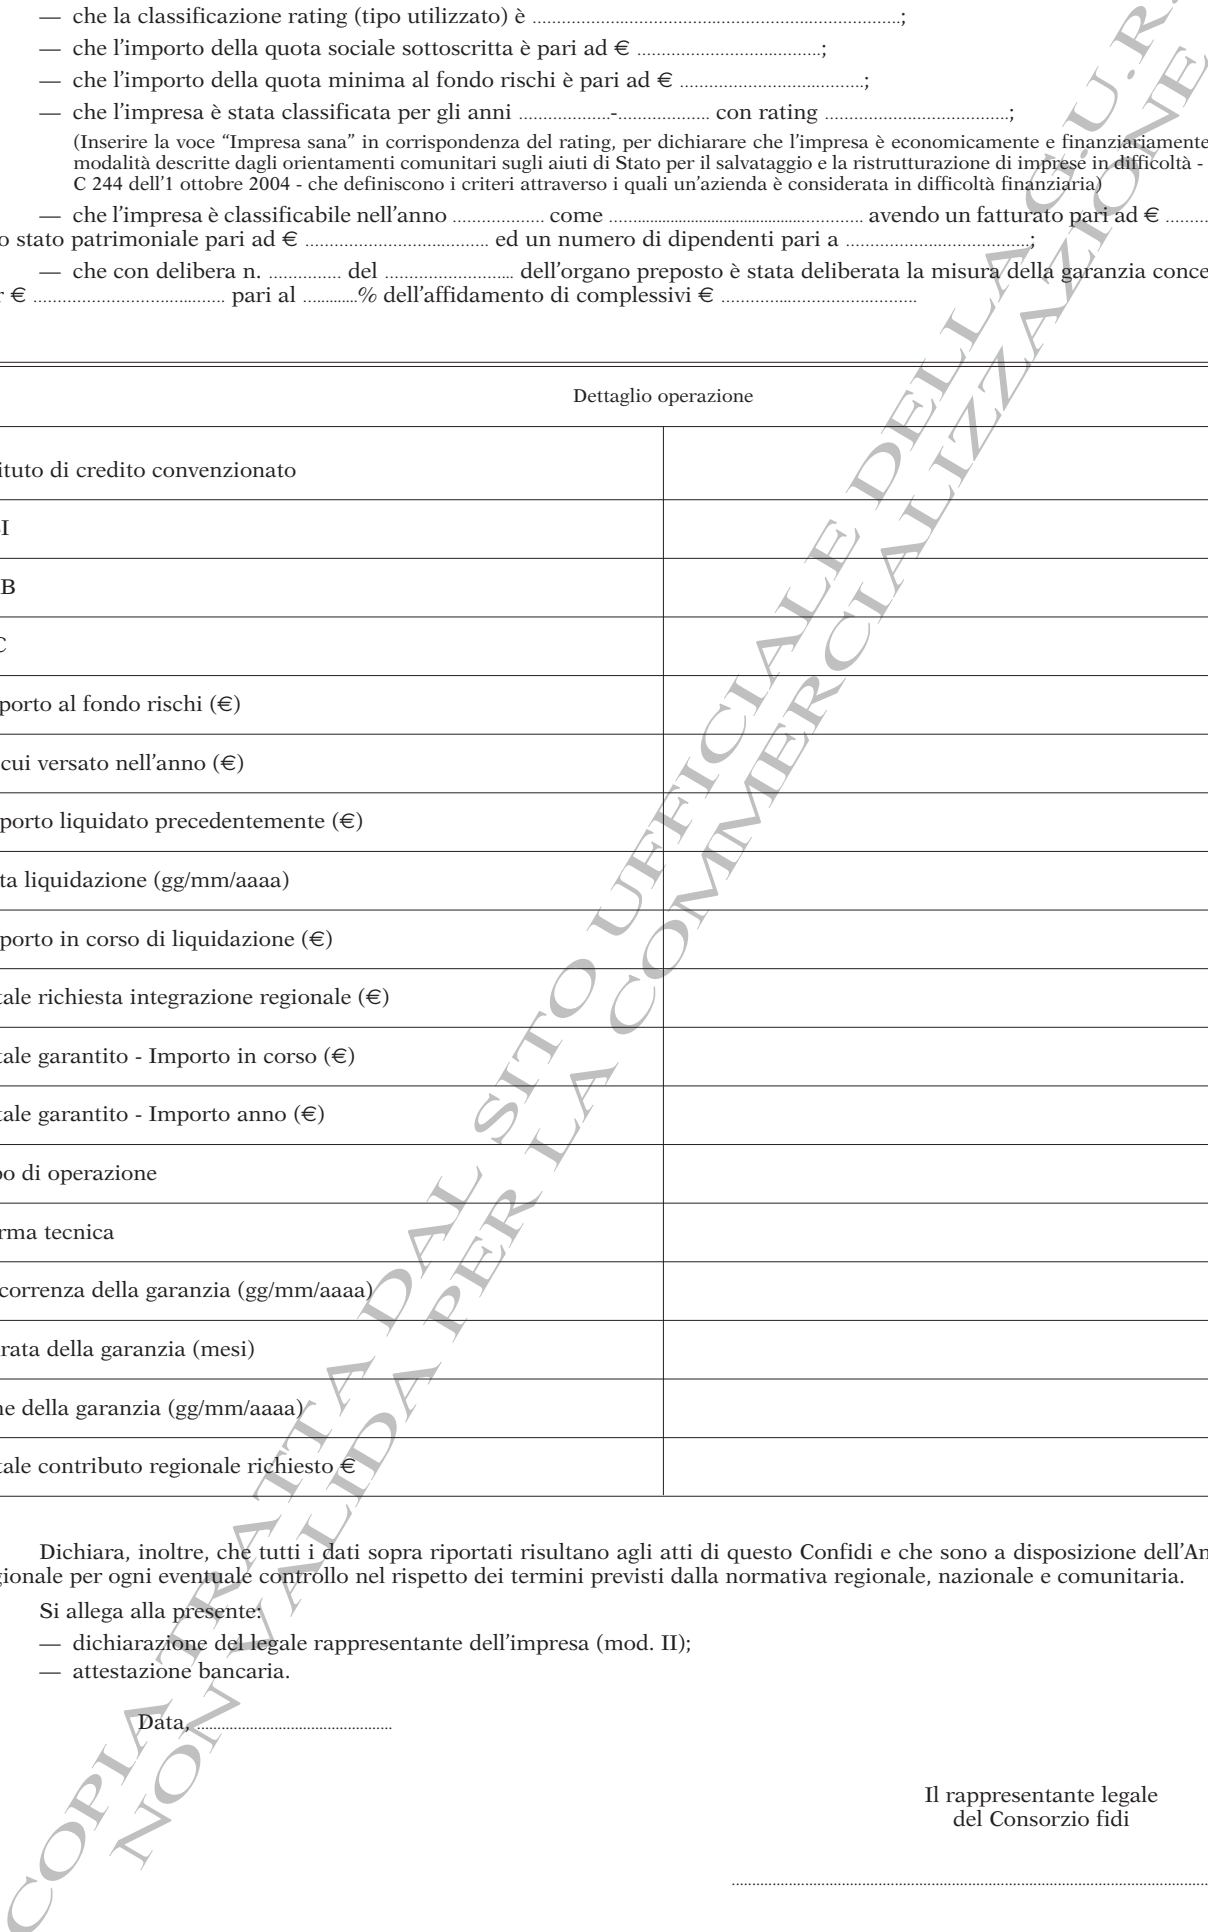 — che la classificazione rating (tipo utilizzato) è ................................................................................;
— che l'importo della quota sociale sottoscritta è pari ad € ........................................;
— che l'importo della quota minima al fondo rischi è pari ad € ........................................;
— che l'impresa è stata classificata per gli anni ....................-.................... con rating ........................................;
(Inserire la voce “Impresa sana” in corrispondenza del rating, per dichiarare che l'impresa è economicamente e finanziariamente
modalità descritte dagli orientamenti comunitari sugli aiuti di Stato per il salvataggio e la ristrutturazione di imprese in difficoltà -
C 244 dell'1 ottobre 2004 - che definiscono i criteri attraverso i quali un'azienda è considerata in difficoltà finanziaria)
— che l'impresa è classificabile nell'anno .................... come ........................................................ avendo un fatturato pari ad € ..........
o stato patrimoniale pari ad € ........................................ ed un numero di dipendenti pari a ........................................;
— che con delibera n. ................ del ............................ dell'organo preposto è stata deliberata la misura della garanzia conce
r € .......................................... pari al ............% dell'affidamento di complessivi € ...........................................
Dettaglio operazione
ituto di credito convenzionato
I
B
C
porto al fondo rischi (€)
cui versato nell'anno (€)
porto liquidato precedentemente (€)
ta liquidazione (gg/mm/aaaa)
porto in corso di liquidazione (€)
tale richiesta integrazione regionale (€)
tale garantito - Importo in corso (€)
tale garantito - Importo anno (€)
po di operazione
rma tecnica
correnza della garanzia (gg/mm/aaaa)
rata della garanzia (mesi)
ne della garanzia (gg/mm/aaaa)
tale contributo regionale richiesto €
Dichiara, inoltre, che tutti i dati sopra riportati risultano agli atti di questo Confidi e che sono a disposizione dell'Am
gionale per ogni eventuale controllo nel rispetto dei termini previsti dalla normativa regionale, nazionale e comunitaria.
Si allega alla presente:
— dichiarazione del legale rappresentante dell'impresa (mod. II);
— attestazione bancaria.
Data, ................................................
Il rappresentante legale
del Consorzio fidi
........................................................................................................
COPIA TRATTA DAL SITO UFFICIALE DELLA G.U.R.
NON VALIDA PER LA COMMERCIALIZZAZIONE